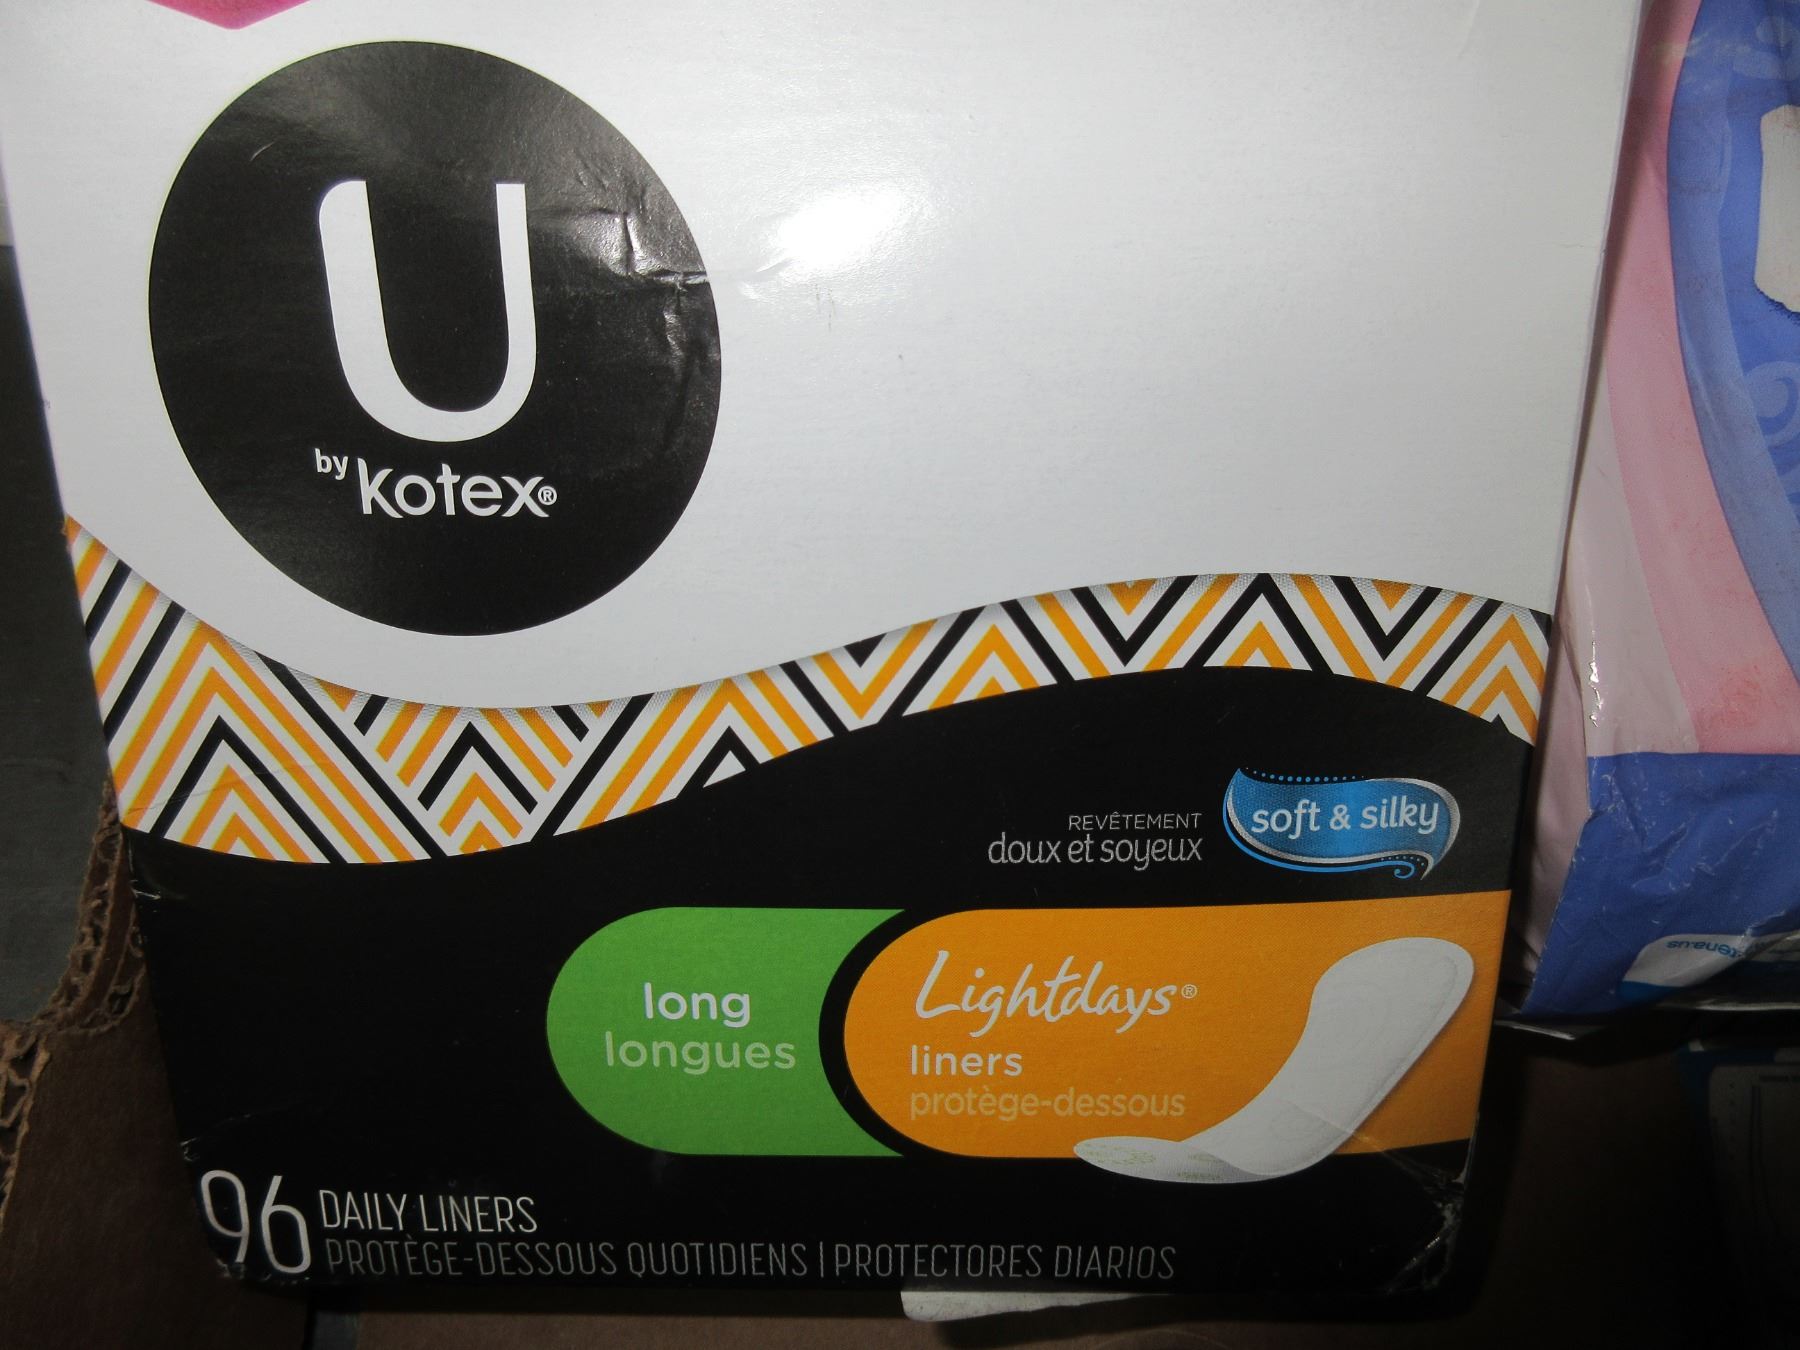 U
by Kotex®
REVÊTEMENT
doux et soyeux
soft & silky
long
longues
Lightdays®
liners
protège-dessous
96 DAILY LINERS
PROTÈGE-DESSOUS QUOTIDIENS | PROTECTORES DIARIOS